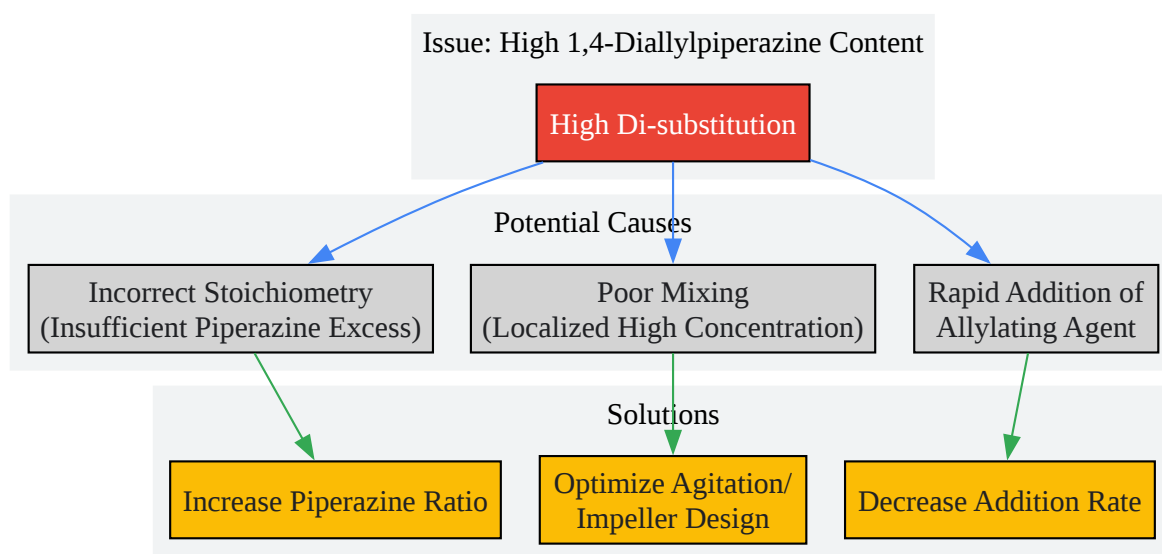 Issue: High 1,4-Diallylpiperazine Content
High Di-substitution
Potential Causes
Incorrect Stoichiometry
(Insufficient Piperazine Excess)
Poor Mixing
(Localized High Concentration)
Rapid Addition of
Allylating Agent
Solutions
Increase Piperazine Ratio
Optimize Agitation/
Impeller Design
Decrease Addition Rate